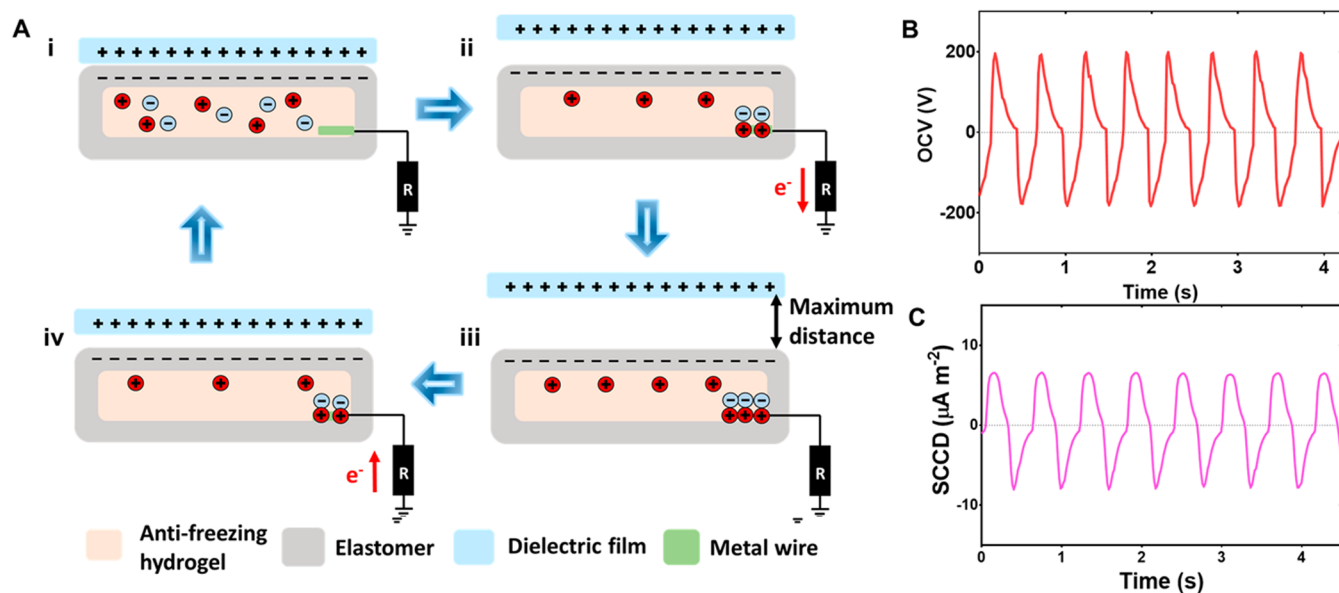 A
i
+ + + + + + + + + + + + + + + +
ii
+ + + + + + + + + + + + + + + +
R
e-
R
iv
+ + + + + + + + + + + + + + + +
iii
+ + + + + + + + + + + + + + + +
Maximum
distance
e-
R
R
Anti-freezing
hydrogel
Elastomer
Dielectric film
Metal wire
B
OCV (V)
200
0
-200
0 1 2 3 4
Time (s)
C
SCCD (μA m⁻²)
10
0
-10
0 1 2 3 4
Time (s)